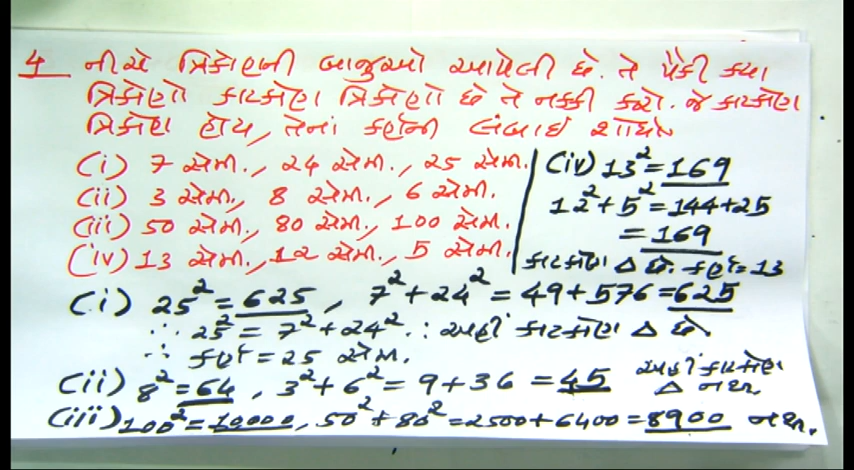 4 નીચે ત્રિકોણની બાજુઓ આપેલી છે. તે પૈકી ક્યા
ત્રિકોણો કાટકોણ ત્રિકોણો છે તે નક્કી કરો. જે કાટકોણ
ત્રિકોણ હોય, તેના કર્ણની લંબાઈ શોધો
(i) 7 સેમી., 24 સેમી., 25 સેમી.
(ii) 3 સેમી., 8 સેમી., 6 સેમી.
(iii) 50 સેમી., 80 સેમી., 100 સેમી.
(iv) 13 સેમી., 12 સેમી., 5 સેમી.
(iv) 13² = 169
12² + 5² = 144 + 25
= 169
કાટકોણ Δ છે. કર્ણ = 13
(i) 25² = 625, 7² + 24² = 49 + 576 = 625
∴ 25² = 7² + 24² ∴ અહીં કાટકોણ Δ છે.
∴ કર્ણ = 25 સેમી.
(ii) 8² = 64, 3² + 6² = 9 + 36 = 45 અહીં કાટકોણ
Δ નથી.
(iii) 100² = 10000, 50² + 80² = 2500 + 6400 = 8900 નથી.